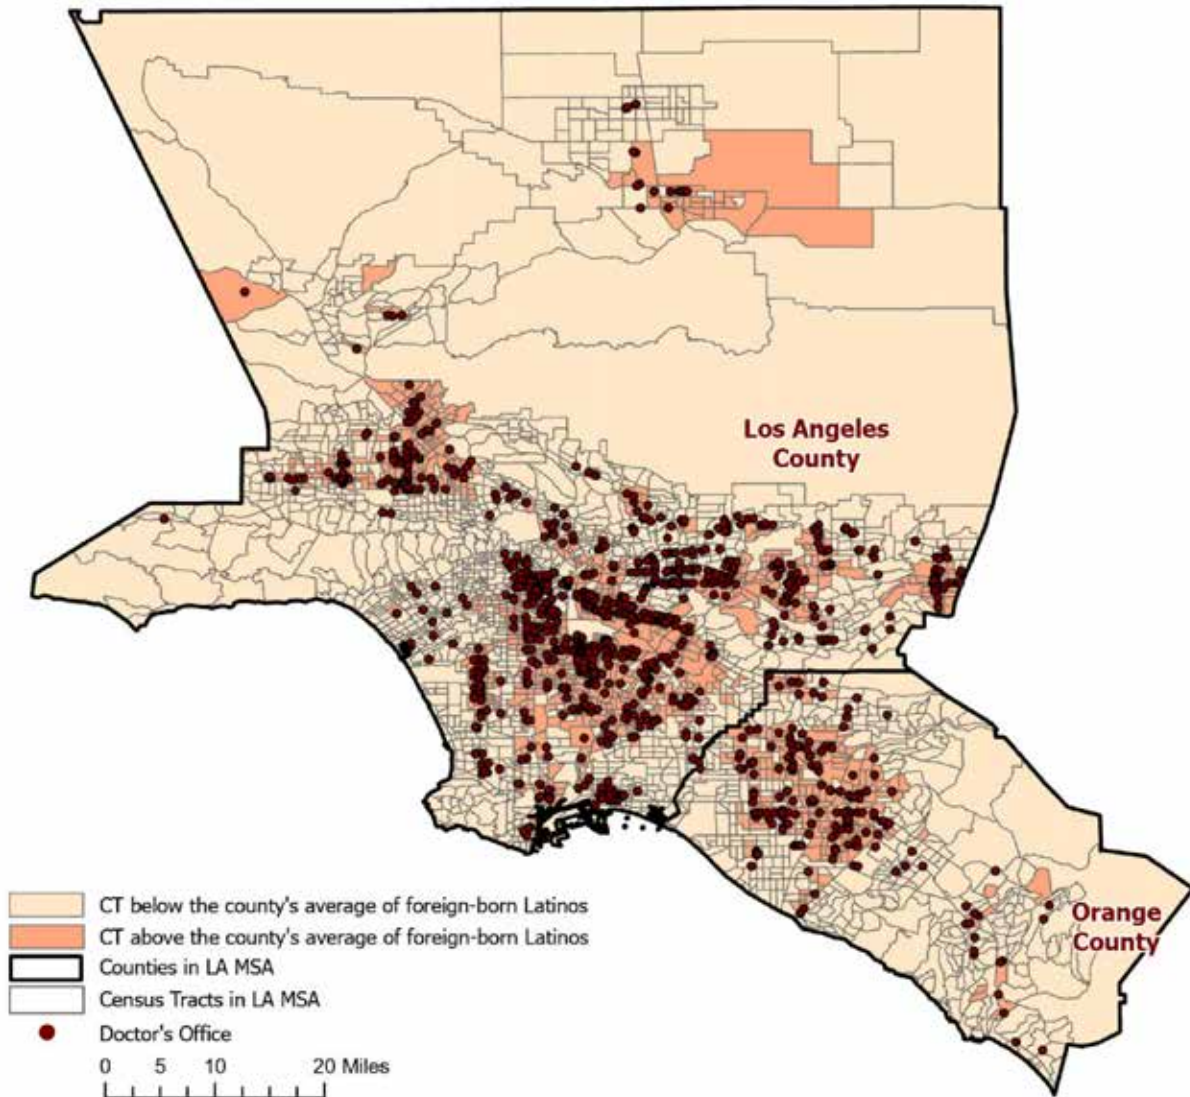 Los Angeles
County
CT below the county's average of foreign-born Latinos
CT above the county's average of foreign-born Latinos
Counties in LA MSA
Census Tracts in LA MSA
Doctor's Office
0 5 10 20 Miles
Orange
County